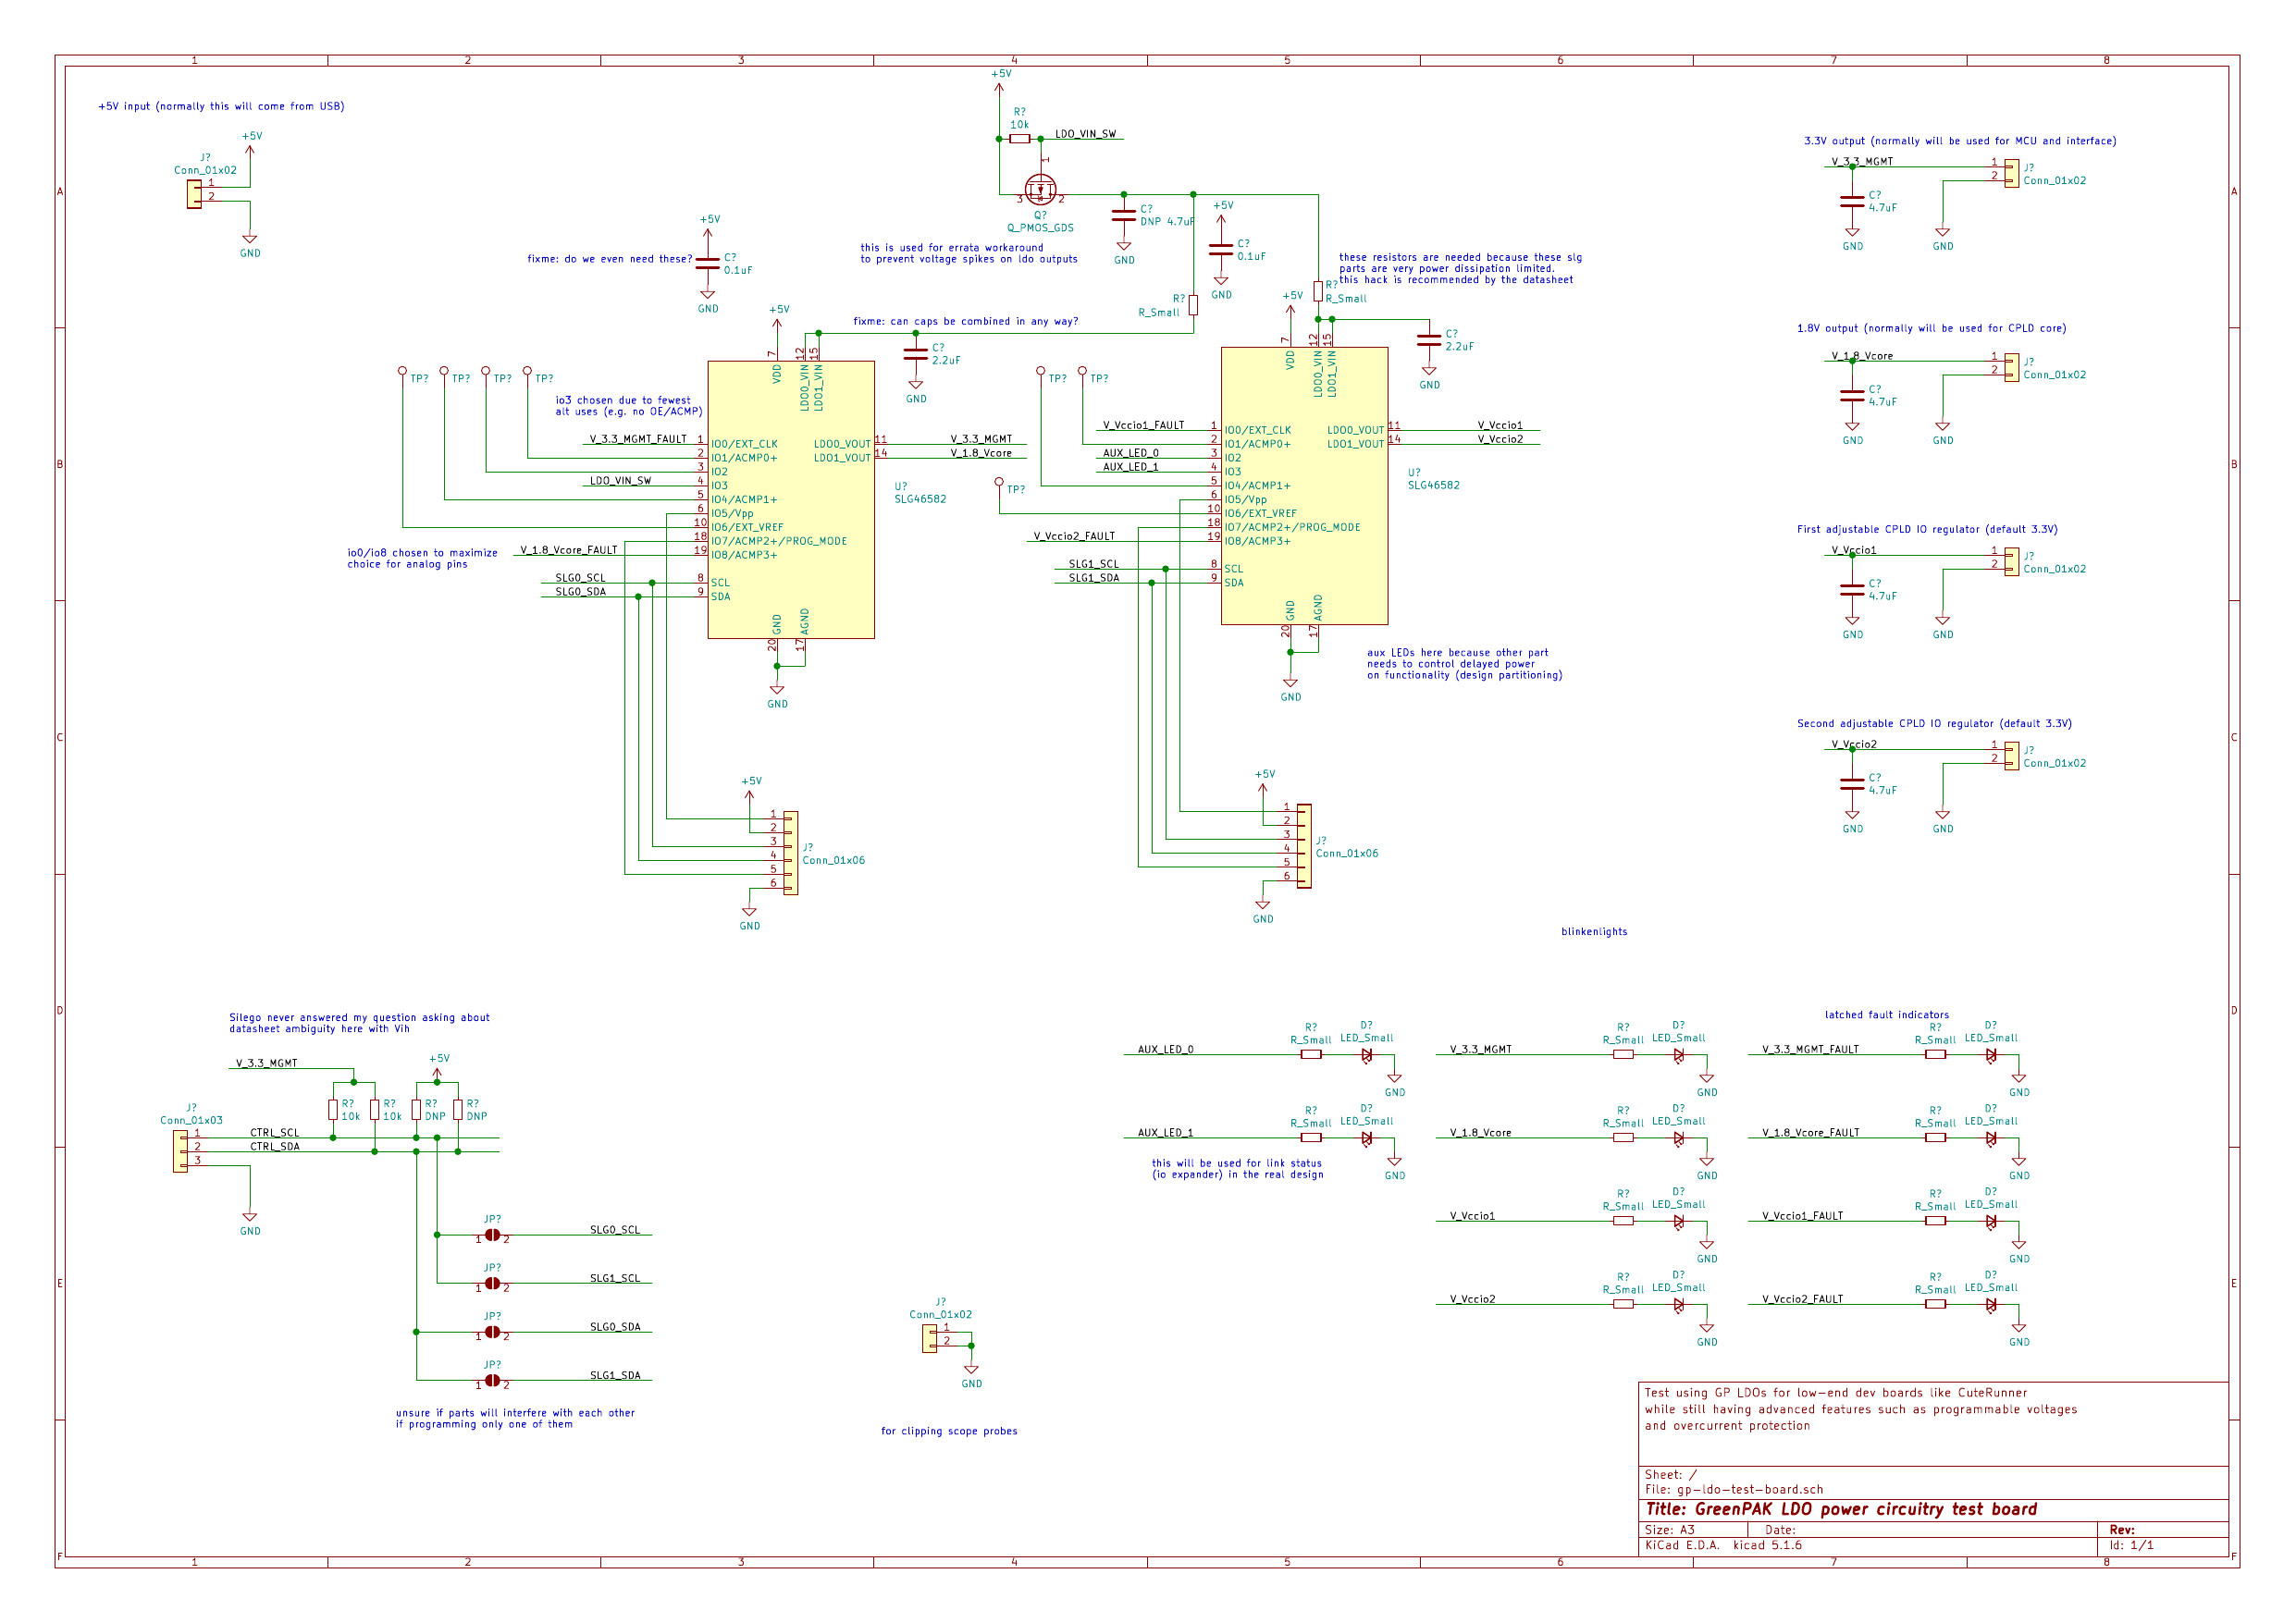 1 2 3 4 5 6 7 8
A
B
C
D
E
F
+5V input (normally this will come from USB)
+5V
J?
Conn_01x02
1
2
GND
+5V
R?
10k
LDO_VIN_SW
1
3
2
Q?
Q_PMOS_GDS
C?
DNP 4.7uF
GND
+5V
C?
0.1uF
GND
this is used for errata workaround
to prevent voltage spikes on ldo outputs
+5V
fixme: do we even need these?
C?
0.1uF
GND
these resistors are needed because these slg
parts are very power dissipation limited.
this hack is recommended by the datasheet
R?
R_Small
R?
R_Small
fixme: can caps be combined in any way?
C?
2.2uF
GND
C?
2.2uF
GND
+5V
7
12
15
VDD
LDO0_VIN
LDO1_VIN
TP?
TP?
TP?
TP?
io3 chosen due to fewest
alt uses (e.g. no OE/ACMP)
V_3.3_MGMT_FAULT
LDO_VIN_SW
io0/io8 chosen to maximize
choice for analog pins
V_1.8_Vcore_FAULT
SLG0_SCL
SLG0_SDA
1 IO0/EXT_CLK
2 IO1/ACMP0+
3 IO2
4 IO3
5 IO4/ACMP1+
6 IO5/Vpp
10 IO6/EXT_VREF
18 IO7/ACMP2+/PROG_MODE
19 IO8/ACMP3+
8 SCL
9 SDA
LDO0_VOUT 11 V_3.3_MGMT
LDO1_VOUT 14 V_1.8_Vcore
U?
SLG46582
GND
AGND
20
17
GND
+5V
7
12
15
VDD
LDO0_VIN
LDO1_VIN
TP?
TP?
TP?
V_Vccio1_FAULT
AUX_LED_0
AUX_LED_1
V_Vccio2_FAULT
SLG1_SCL
SLG1_SDA
1 IO0/EXT_CLK
2 IO1/ACMP0+
3 IO2
4 IO3
5 IO4/ACMP1+
6 IO5/Vpp
10 IO6/EXT_VREF
18 IO7/ACMP2+/PROG_MODE
19 IO8/ACMP3+
8 SCL
9 SDA
LDO0_VOUT 11 V_Vccio1
LDO1_VOUT 14 V_Vccio2
U?
SLG46582
GND
AGND
20
17
GND
aux LEDs here because other part
needs to control delayed power
on functionality (design partitioning)
+5V
1
2
3
4
5
6
J?
Conn_01x06
GND
+5V
1
2
3
4
5
6
J?
Conn_01x06
GND
3.3V output (normally will be used for MCU and interface)
V_3.3_MGMT
C?
4.7uF
GND
1
2
J?
Conn_01x02
GND
1.8V output (normally will be used for CPLD core)
V_1.8_Vcore
C?
4.7uF
GND
1
2
J?
Conn_01x02
GND
First adjustable CPLD IO regulator (default 3.3V)
V_Vccio1
C?
4.7uF
GND
1
2
J?
Conn_01x02
GND
Second adjustable CPLD IO regulator (default 3.3V)
V_Vccio2
C?
4.7uF
GND
1
2
J?
Conn_01x02
GND
Silego never answered my question asking about
datasheet ambiguity here with Vih
V_3.3_MGMT
+5V
R?
10k
R?
10k
R?
DNP
R?
DNP
J?
Conn_01x03
1
2
3
CTRL_SCL
CTRL_SDA
GND
JP?
1 2
SLG0_SCL
JP?
1 2
SLG1_SCL
JP?
1 2
SLG0_SDA
JP?
1 2
SLG1_SDA
unsure if parts will interfere with each other
if programming only one of them
J?
Conn_01x02
1
2
GND
for clipping scope probes
blinkenlights
latched fault indicators
AUX_LED_0
R?
R_Small
D?
LED_Small
GND
V_3.3_MGMT
R?
R_Small
D?
LED_Small
GND
V_3.3_MGMT_FAULT
R?
R_Small
D?
LED_Small
GND
AUX_LED_1
R?
R_Small
D?
LED_Small
GND
this will be used for link status
(io expander) in the real design
V_1.8_Vcore
R?
R_Small
D?
LED_Small
GND
V_1.8_Vcore_FAULT
R?
R_Small
D?
LED_Small
GND
V_Vccio1
R?
R_Small
D?
LED_Small
GND
V_Vccio1_FAULT
R?
R_Small
D?
LED_Small
GND
V_Vccio2
R?
R_Small
D?
LED_Small
GND
V_Vccio2_FAULT
R?
R_Small
D?
LED_Small
GND
Test using GP LDOs for low-end dev boards like CuteRunner
while still having advanced features such as programmable voltages
and overcurrent protection
Sheet: /
File: gp-ldo-test-board.sch
Title: GreenPAK LDO power circuitry test board
Size: A3 Date: Rev:
KiCad E.D.A. kicad 5.1.6 Id: 1/1
A
B
C
D
E
F
1 2 3 4 5 6 7 8